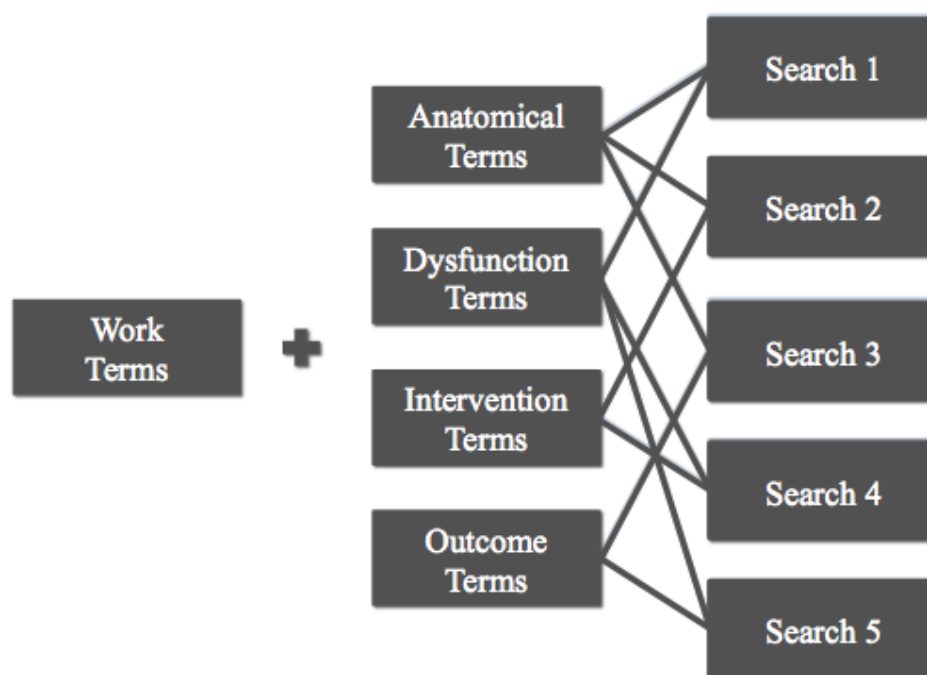 Work
Terms
Anatomical
Terms
Dysfunction
Terms
Intervention
Terms
Outcome
Terms
Search 1
Search 2
Search 3
Search 4
Search 5